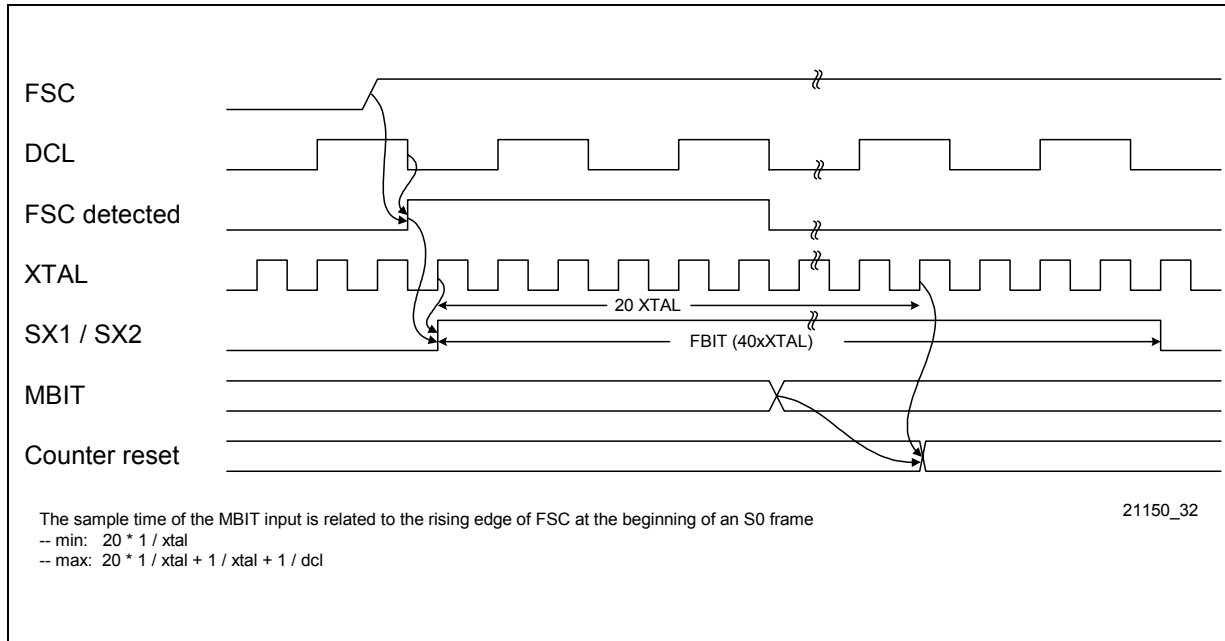 FSC
DCL
FSC detected
XTAL
20 XTAL
SX1 / SX2
FBIT (40xXTAL)
MBIT
Counter reset
The sample time of the MBIT input is related to the rising edge of FSC at the beginning of an S0 frame
-- min: 20 * 1 / xtal
-- max: 20 * 1 / xtal + 1 / xtal + 1 / dcl
21150_32